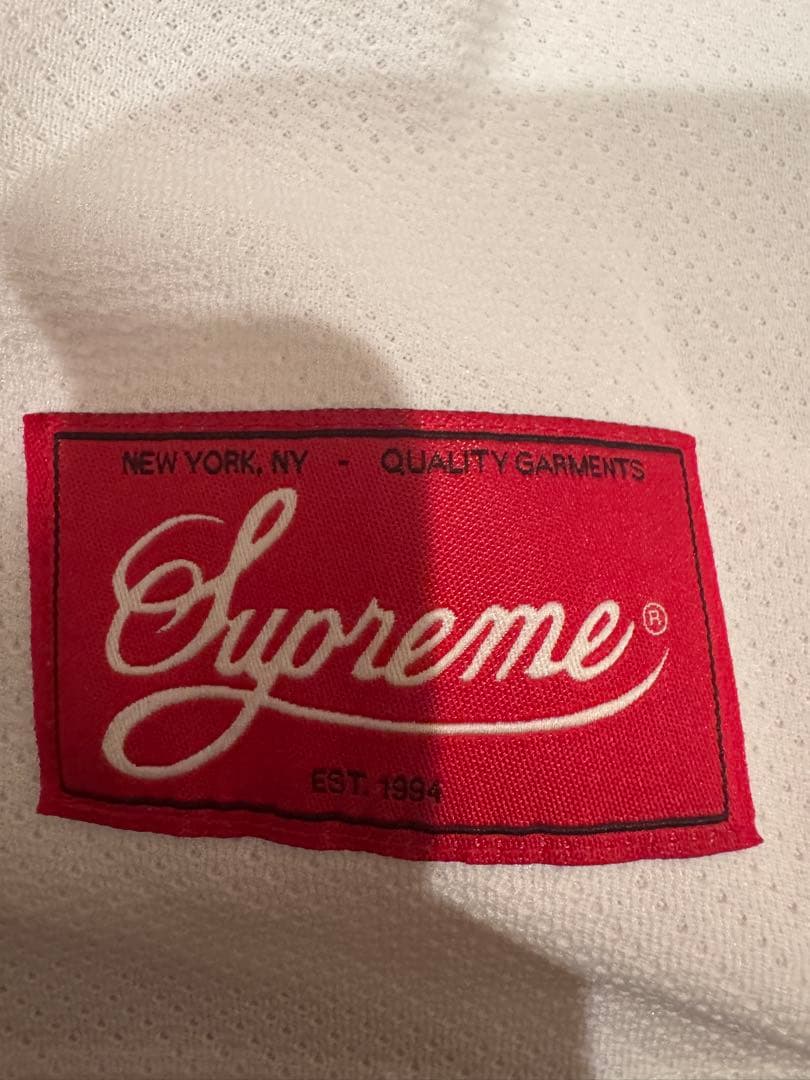 NEW YORK, NY - QUALITY GARMENTS
Supreme ®
EST. 1994